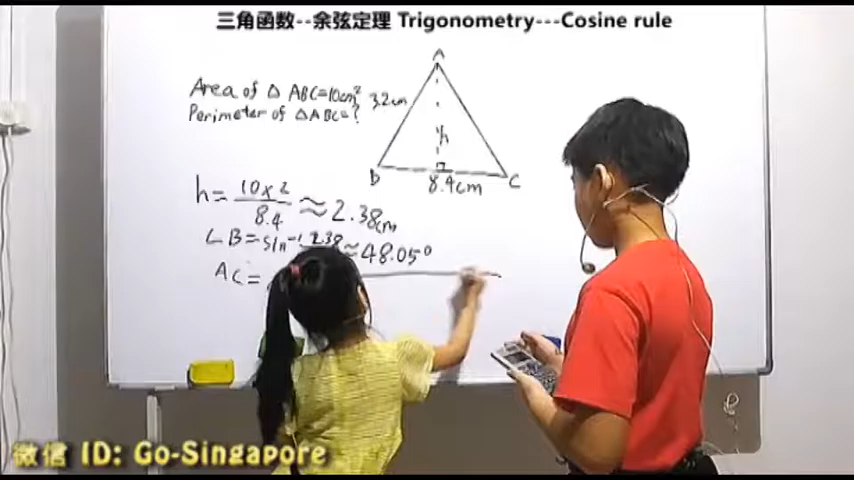 三角函数--余弦定理 Trigonometry---Cosine rule
A
Area of △ ABC=10cm²
3.2cm
Perimeter of △ABC=?
h
B
8.4cm
C
h= 10×2
8.4
≈2.38cm
∠B=sin⁻¹ 2.38
≈48.05°
AC=
微信 ID: Go-Singapore